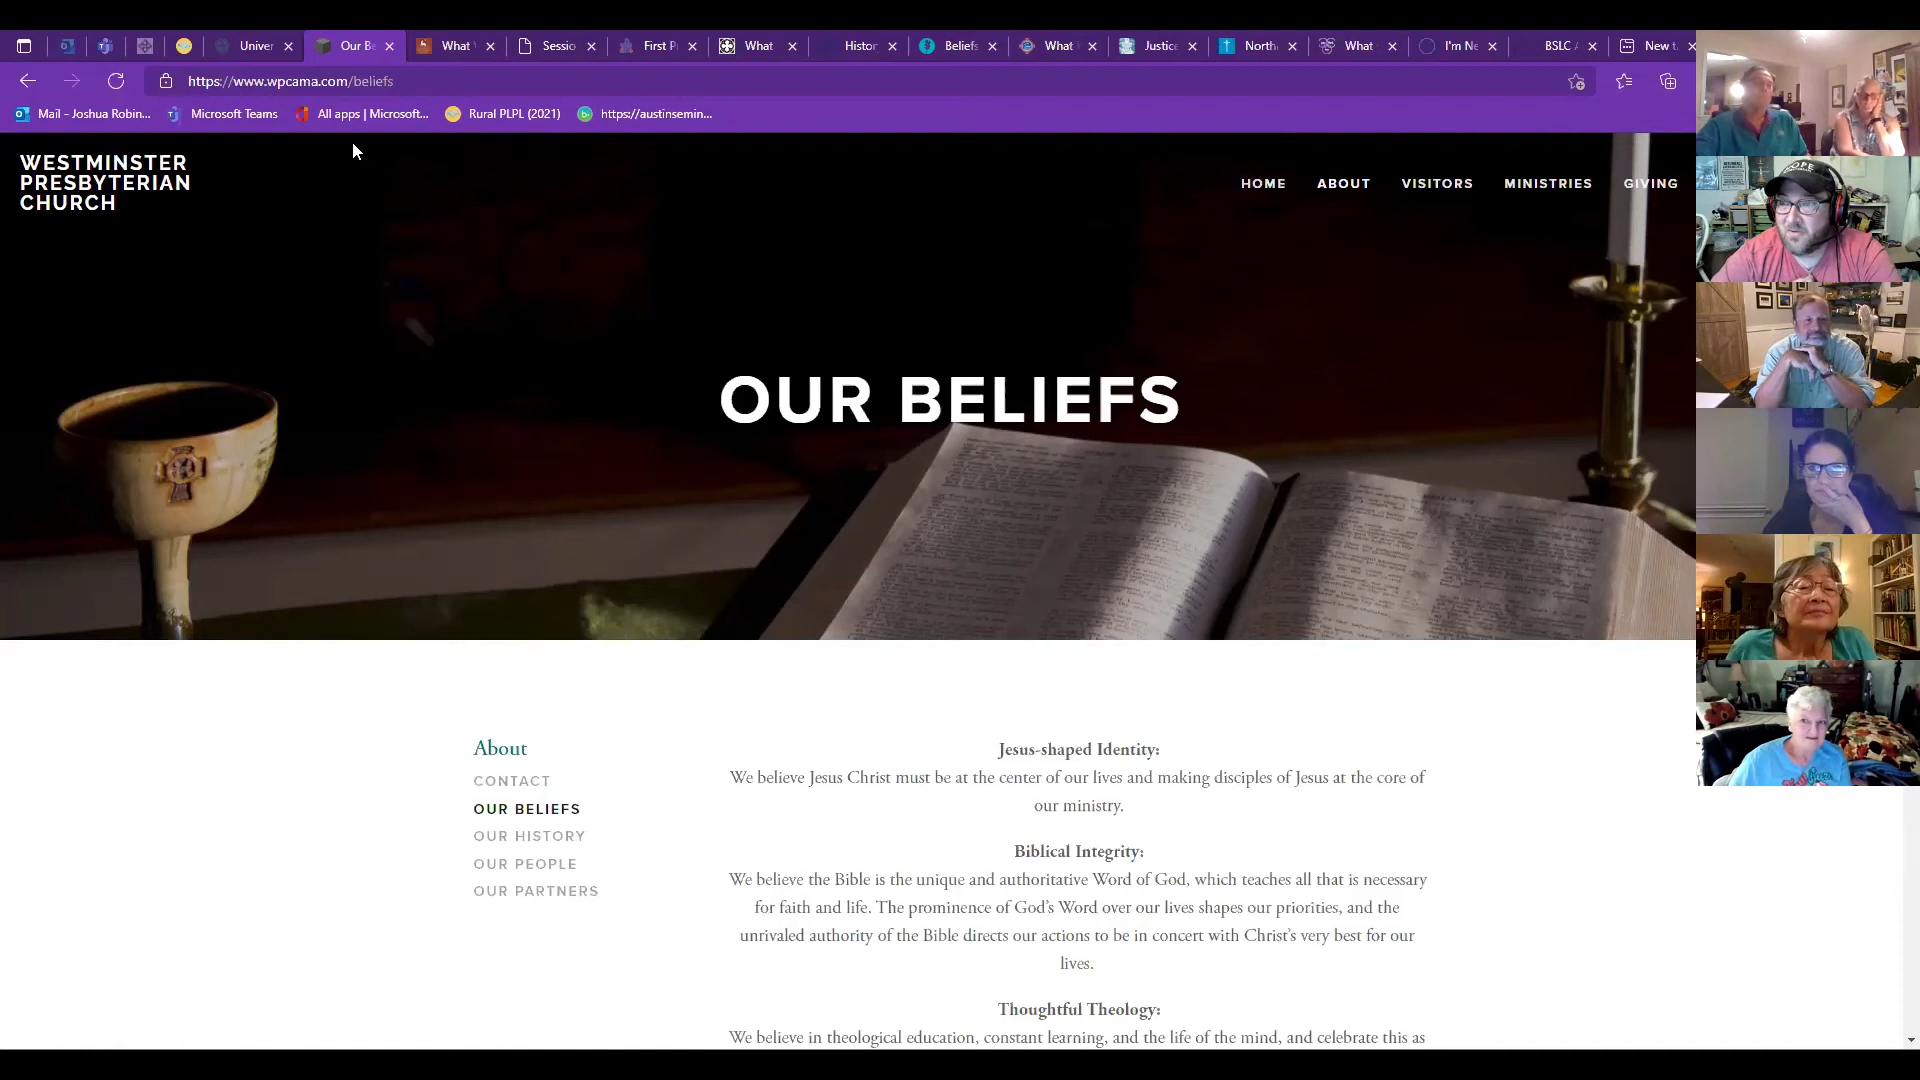 Univer
Our Be
What
Sessio
First P
What
Histor
Beliefs
What
Justice
North
What
I'm Ne
BSLC
New t
https://www.wpcama.com/beliefs
Mail - Joshua Robin...
Microsoft Teams
All apps | Microsoft...
Rural PLPL (2021)
https://austinsemin...
WESTMINSTER
PRESBYTERIAN
CHURCH
HOME ABOUT VISITORS MINISTRIES GIVING
HOPE
OUR BELIEFS
About
CONTACT
OUR BELIEFS
OUR HISTORY
OUR PEOPLE
OUR PARTNERS
Jesus-shaped Identity:
We believe Jesus Christ must be at the center of our lives and making disciples of Jesus at the core of
our ministry.
Biblical Integrity:
We believe the Bible is the unique and authoritative Word of God, which teaches all that is necessary
for faith and life. The prominence of God's Word over our lives shapes our priorities, and the
unrivaled authority of the Bible directs our actions to be in concert with Christ's very best for our
lives.
Thoughtful Theology:
We believe in theological education, constant learning, and the life of the mind, and celebrate this as